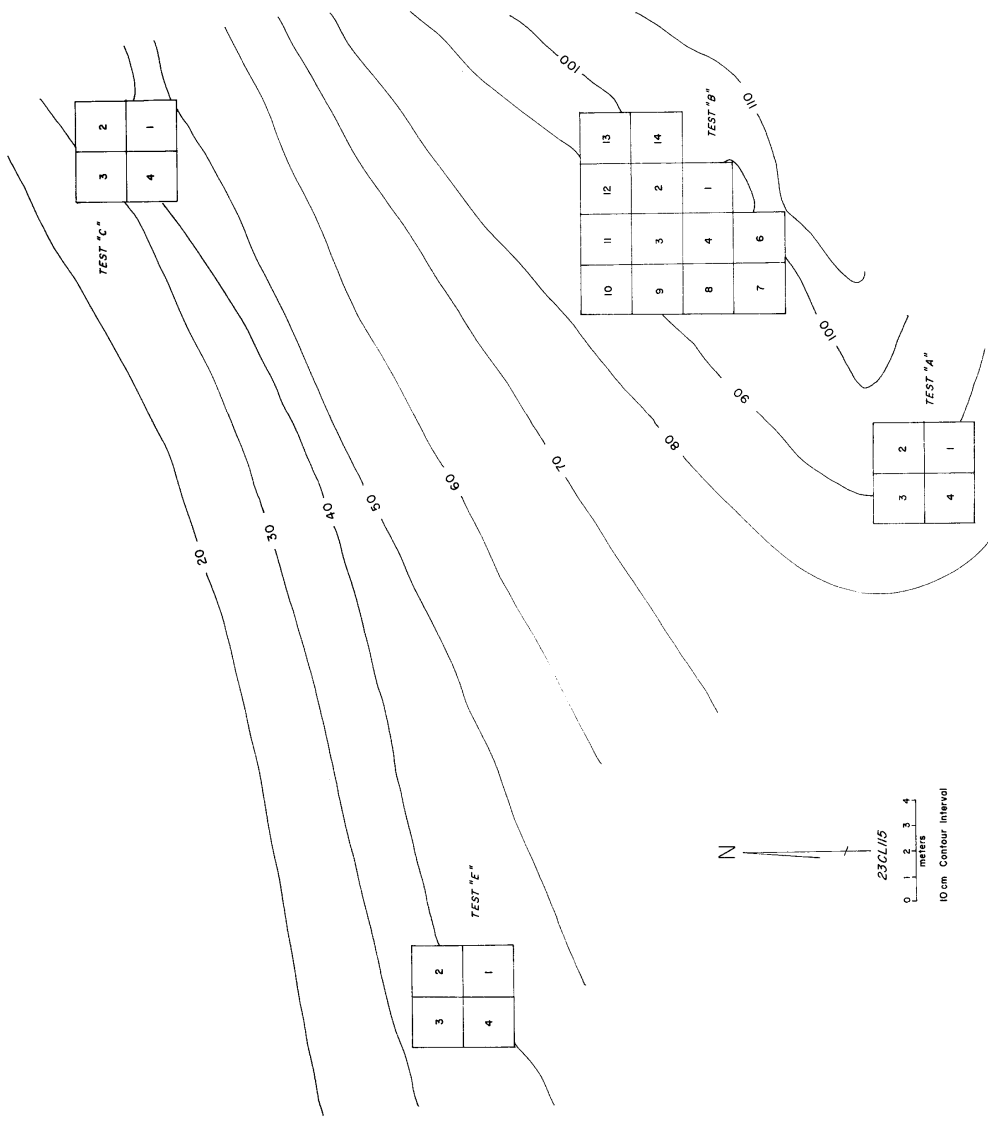 TEST "C"
3 2
4 1
20
30
40
50
60
70
80
90
100
110
TEST "B"
10 11 12 13
9 3 2 14
8 4 1
7 6
100
TEST "A"
3 2
4 1
TEST "E"
3 2
4 1
N
23CL115
0 1 2 3 4
meters
10 cm Contour Interval